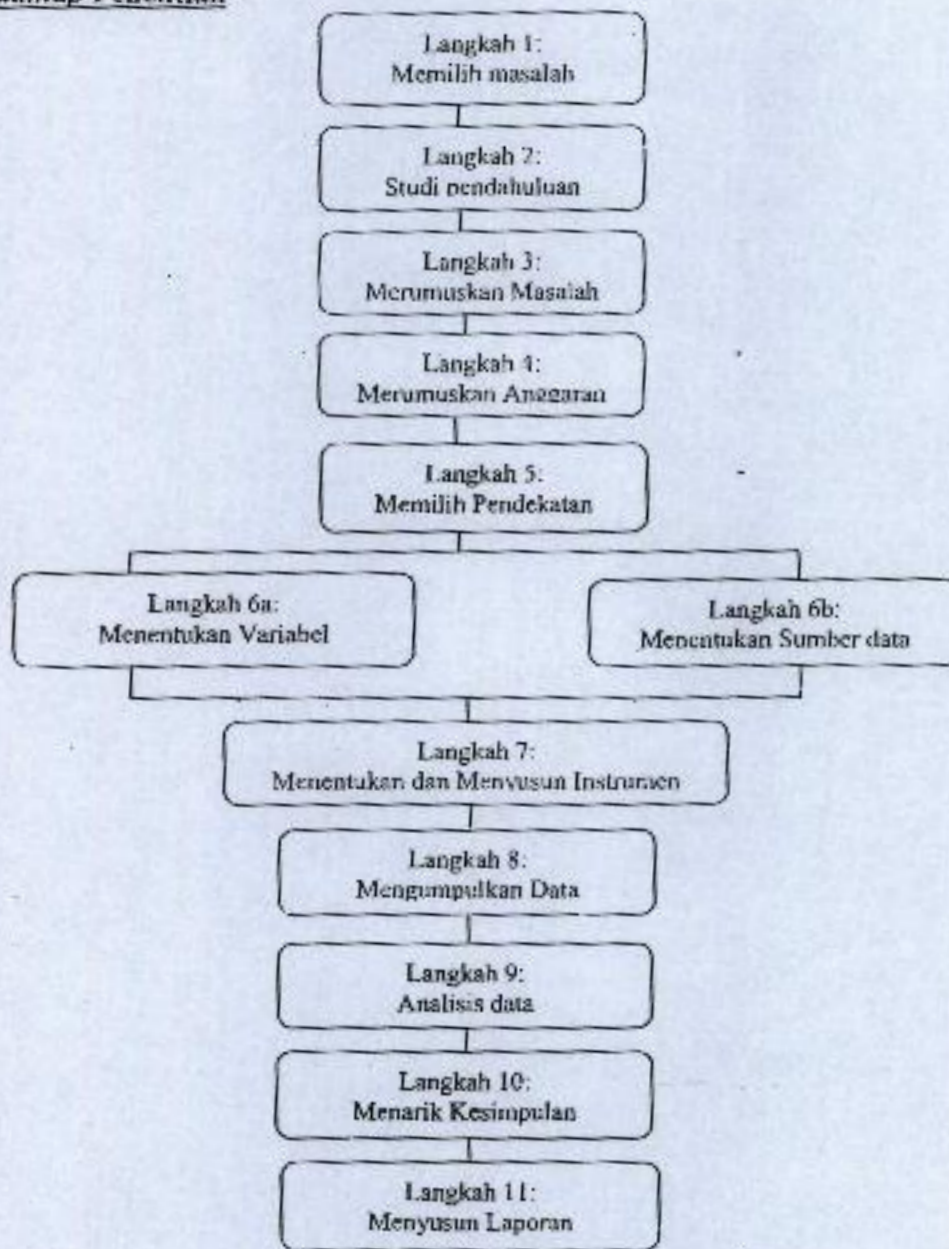 Langkah 1:
Memilih masalah
Langkah 2:
Studi pendahuluan
Langkah 3:
Merumuskan Masalah
Langkah 4:
Merumuskan Anggaran
Langkah 5:
Memilih Pendekatan
Langkah 6a:
Menentukan Variabel
Langkah 6b:
Menentukan Sumber data
Langkah 7:
Menentukan dan Menyusun Instrumen
Langkah 8:
Mengumpulkan Data
Langkah 9:
Analisis data
Langkah 10:
Menarik Kesimpulan
Langkah 11:
Menyusun Laporan